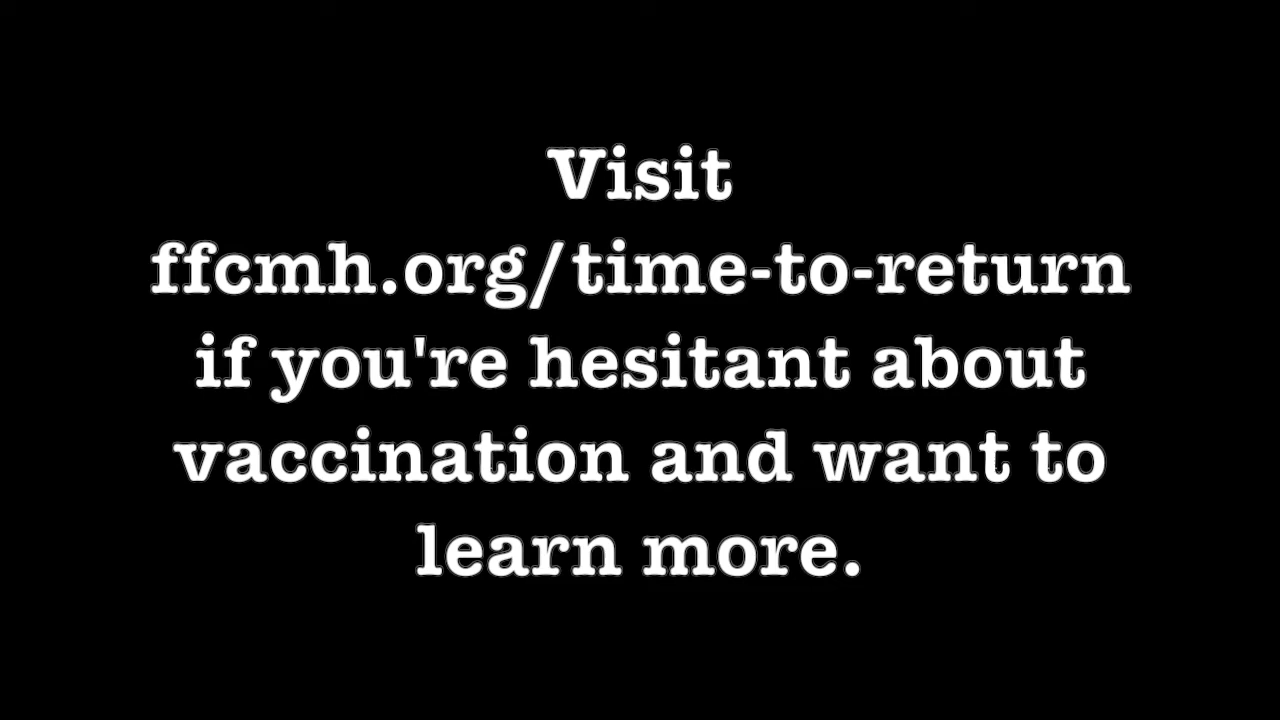 Visit
ffcmh.org/time-to-return
if you're hesitant about
vaccination and want to
learn more.